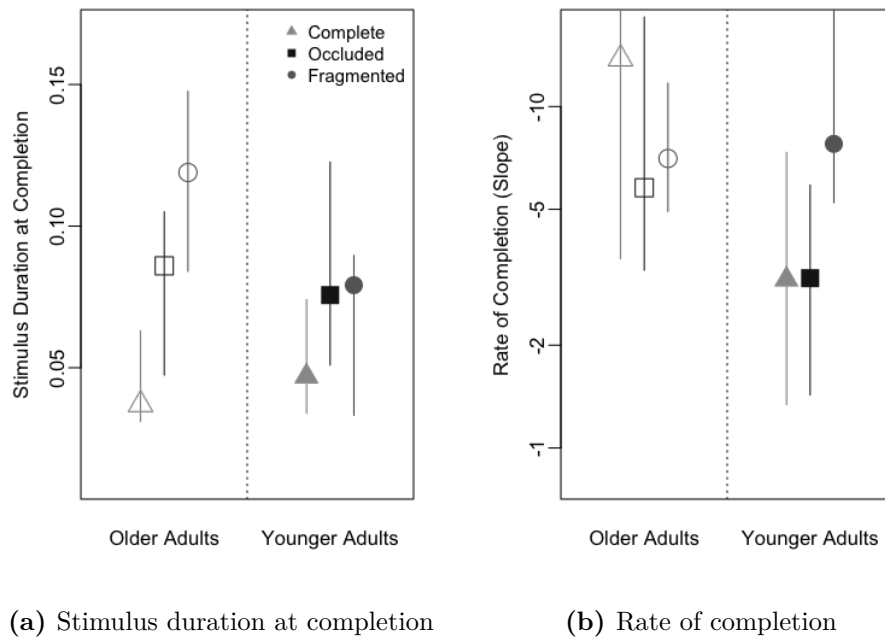 Stimulus Duration at Completion
0.15
0.10
0.05
Complete
Occluded
Fragmented
Older Adults
Younger Adults
(a) Stimulus duration at completion
Rate of Completion (Slope)
-10
-5
-2
-1
Older Adults
Younger Adults
(b) Rate of completion